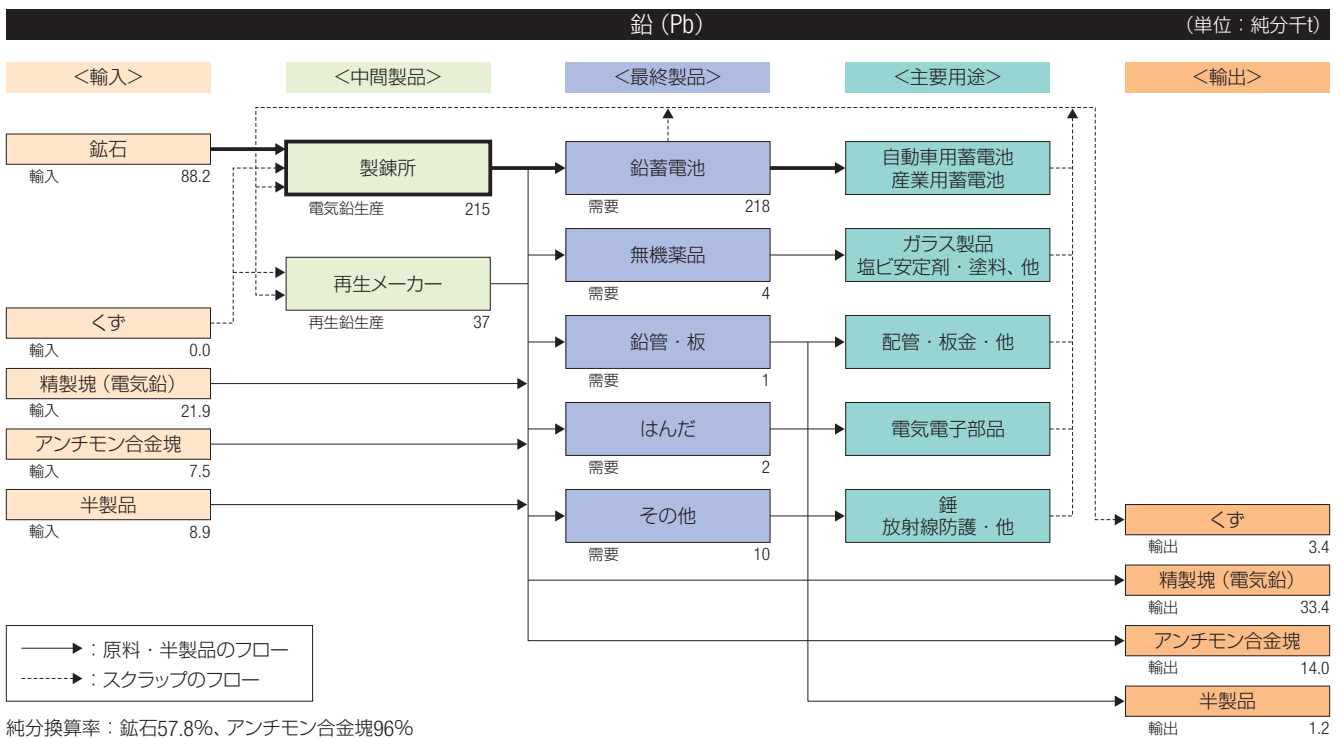 鉛（Pb）
（単位：純分千t）
＜輸入＞
＜中間製品＞
＜最終製品＞
＜主要用途＞
＜輸出＞
鉱石
輸入 88.2
くず
輸入 0.0
精製塊（電気鉛）
輸入 21.9
アンチモン合金塊
輸入 7.5
半製品
輸入 8.9
製錬所
電気鉛生産 215
再生メーカー
再生鉛生産 37
鉛蓄電池
需要 218
無機薬品
需要 4
鉛管・板
需要 1
はんだ
需要 2
その他
需要 10
自動車用蓄電池
産業用蓄電池
ガラス製品
塩ビ安定剤・塗料、他
配管・板金・他
電気電子部品
錘
放射線防護・他
くず
輸出 3.4
精製塊（電気鉛）
輸出 33.4
アンチモン合金塊
輸出 14.0
半製品
輸出 1.2
：原料・半製品のフロー
：スクラップのフロー
純分換算率：鉱石57.8%、アンチモン合金塊96%